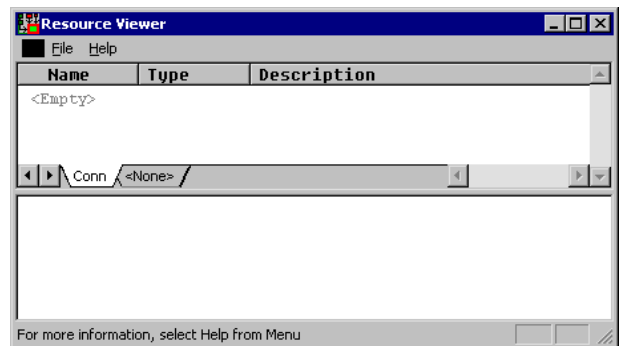 Resource Viewer
File Help
Name Type Description
<Empty>
Conn <None>
For more information, select Help from Menu